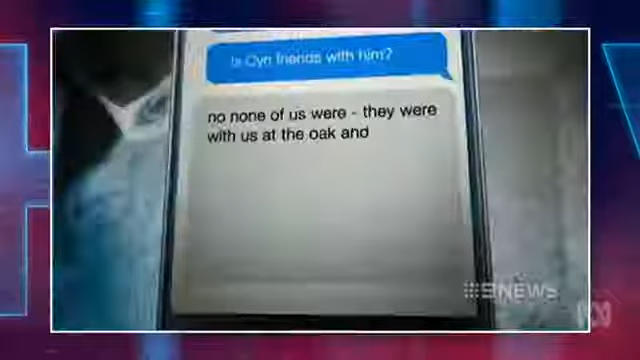 Is Cyn friends with him?
no none of us were - they were
with us at the oak and
9NEWS
ABC